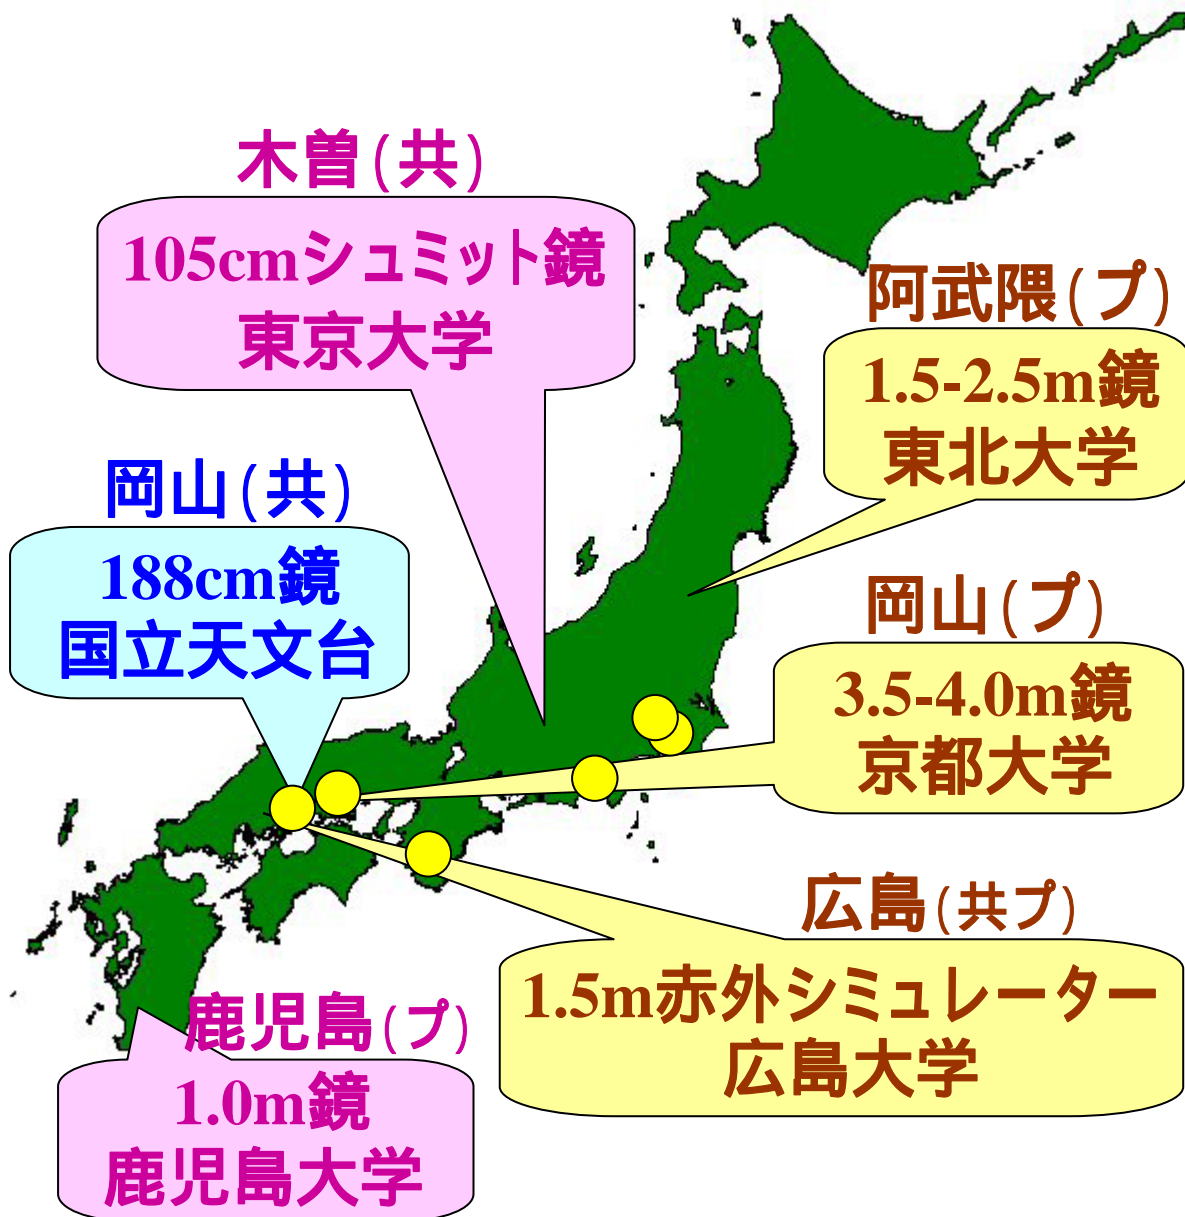 木曽(共)
105cmシュミット鏡
東京大学
阿武隈(プ)
1.5-2.5m鏡
東北大学
岡山(共)
188cm鏡
国立天文台
岡山(プ)
3.5-4.0m鏡
京都大学
広島(共プ)
1.5m赤外シミュレーター
広島大学
鹿児島(プ)
1.0m鏡
鹿児島大学